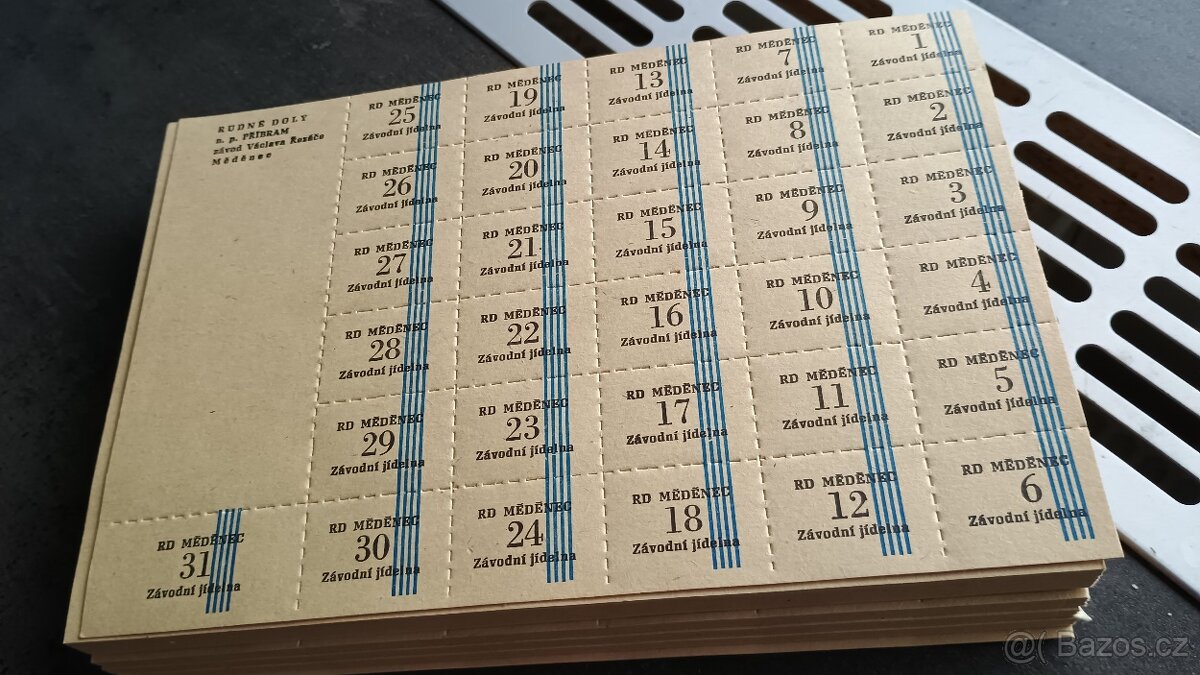 RUDNÉ DOLY
n. p. PŘÍBRAM
závod Václava Řezáče
Měděnec
RD MĚDĚNEC
25
Závodní jídelna
RD MĚDĚNEC
19
Závodní jídelna
RD MĚDĚNEC
13
Závodní jídelna
RD MĚDĚNEC
7
Závodní jídelna
RD MĚDĚNEC
1
Závodní jídelna
RD MĚDĚNEC
26
Závodní jídelna
RD MĚDĚNEC
20
Závodní jídelna
RD MĚDĚNEC
14
Závodní jídelna
RD MĚDĚNEC
8
Závodní jídelna
RD MĚDĚNEC
2
Závodní jídelna
RD MĚDĚNEC
27
Závodní jídelna
RD MĚDĚNEC
21
Závodní jídelna
RD MĚDĚNEC
15
Závodní jídelna
RD MĚDĚNEC
9
Závodní jídelna
RD MĚDĚNEC
3
Závodní jídelna
RD MĚDĚNEC
28
Závodní jídelna
RD MĚDĚNEC
22
Závodní jídelna
RD MĚDĚNEC
16
Závodní jídelna
RD MĚDĚNEC
10
Závodní jídelna
RD MĚDĚNEC
4
Závodní jídelna
RD MĚDĚNEC
29
Závodní jídelna
RD MĚDĚNEC
23
Závodní jídelna
RD MĚDĚNEC
17
Závodní jídelna
RD MĚDĚNEC
11
Závodní jídelna
RD MĚDĚNEC
5
Závodní jídelna
RD MĚDĚNEC
31
Závodní jídelna
RD MĚDĚNEC
30
Závodní jídelna
RD MĚDĚNEC
24
Závodní jídelna
RD MĚDĚNEC
18
Závodní jídelna
RD MĚDĚNEC
12
Závodní jídelna
RD MĚDĚNEC
6
Závodní jídelna
Bazos.cz